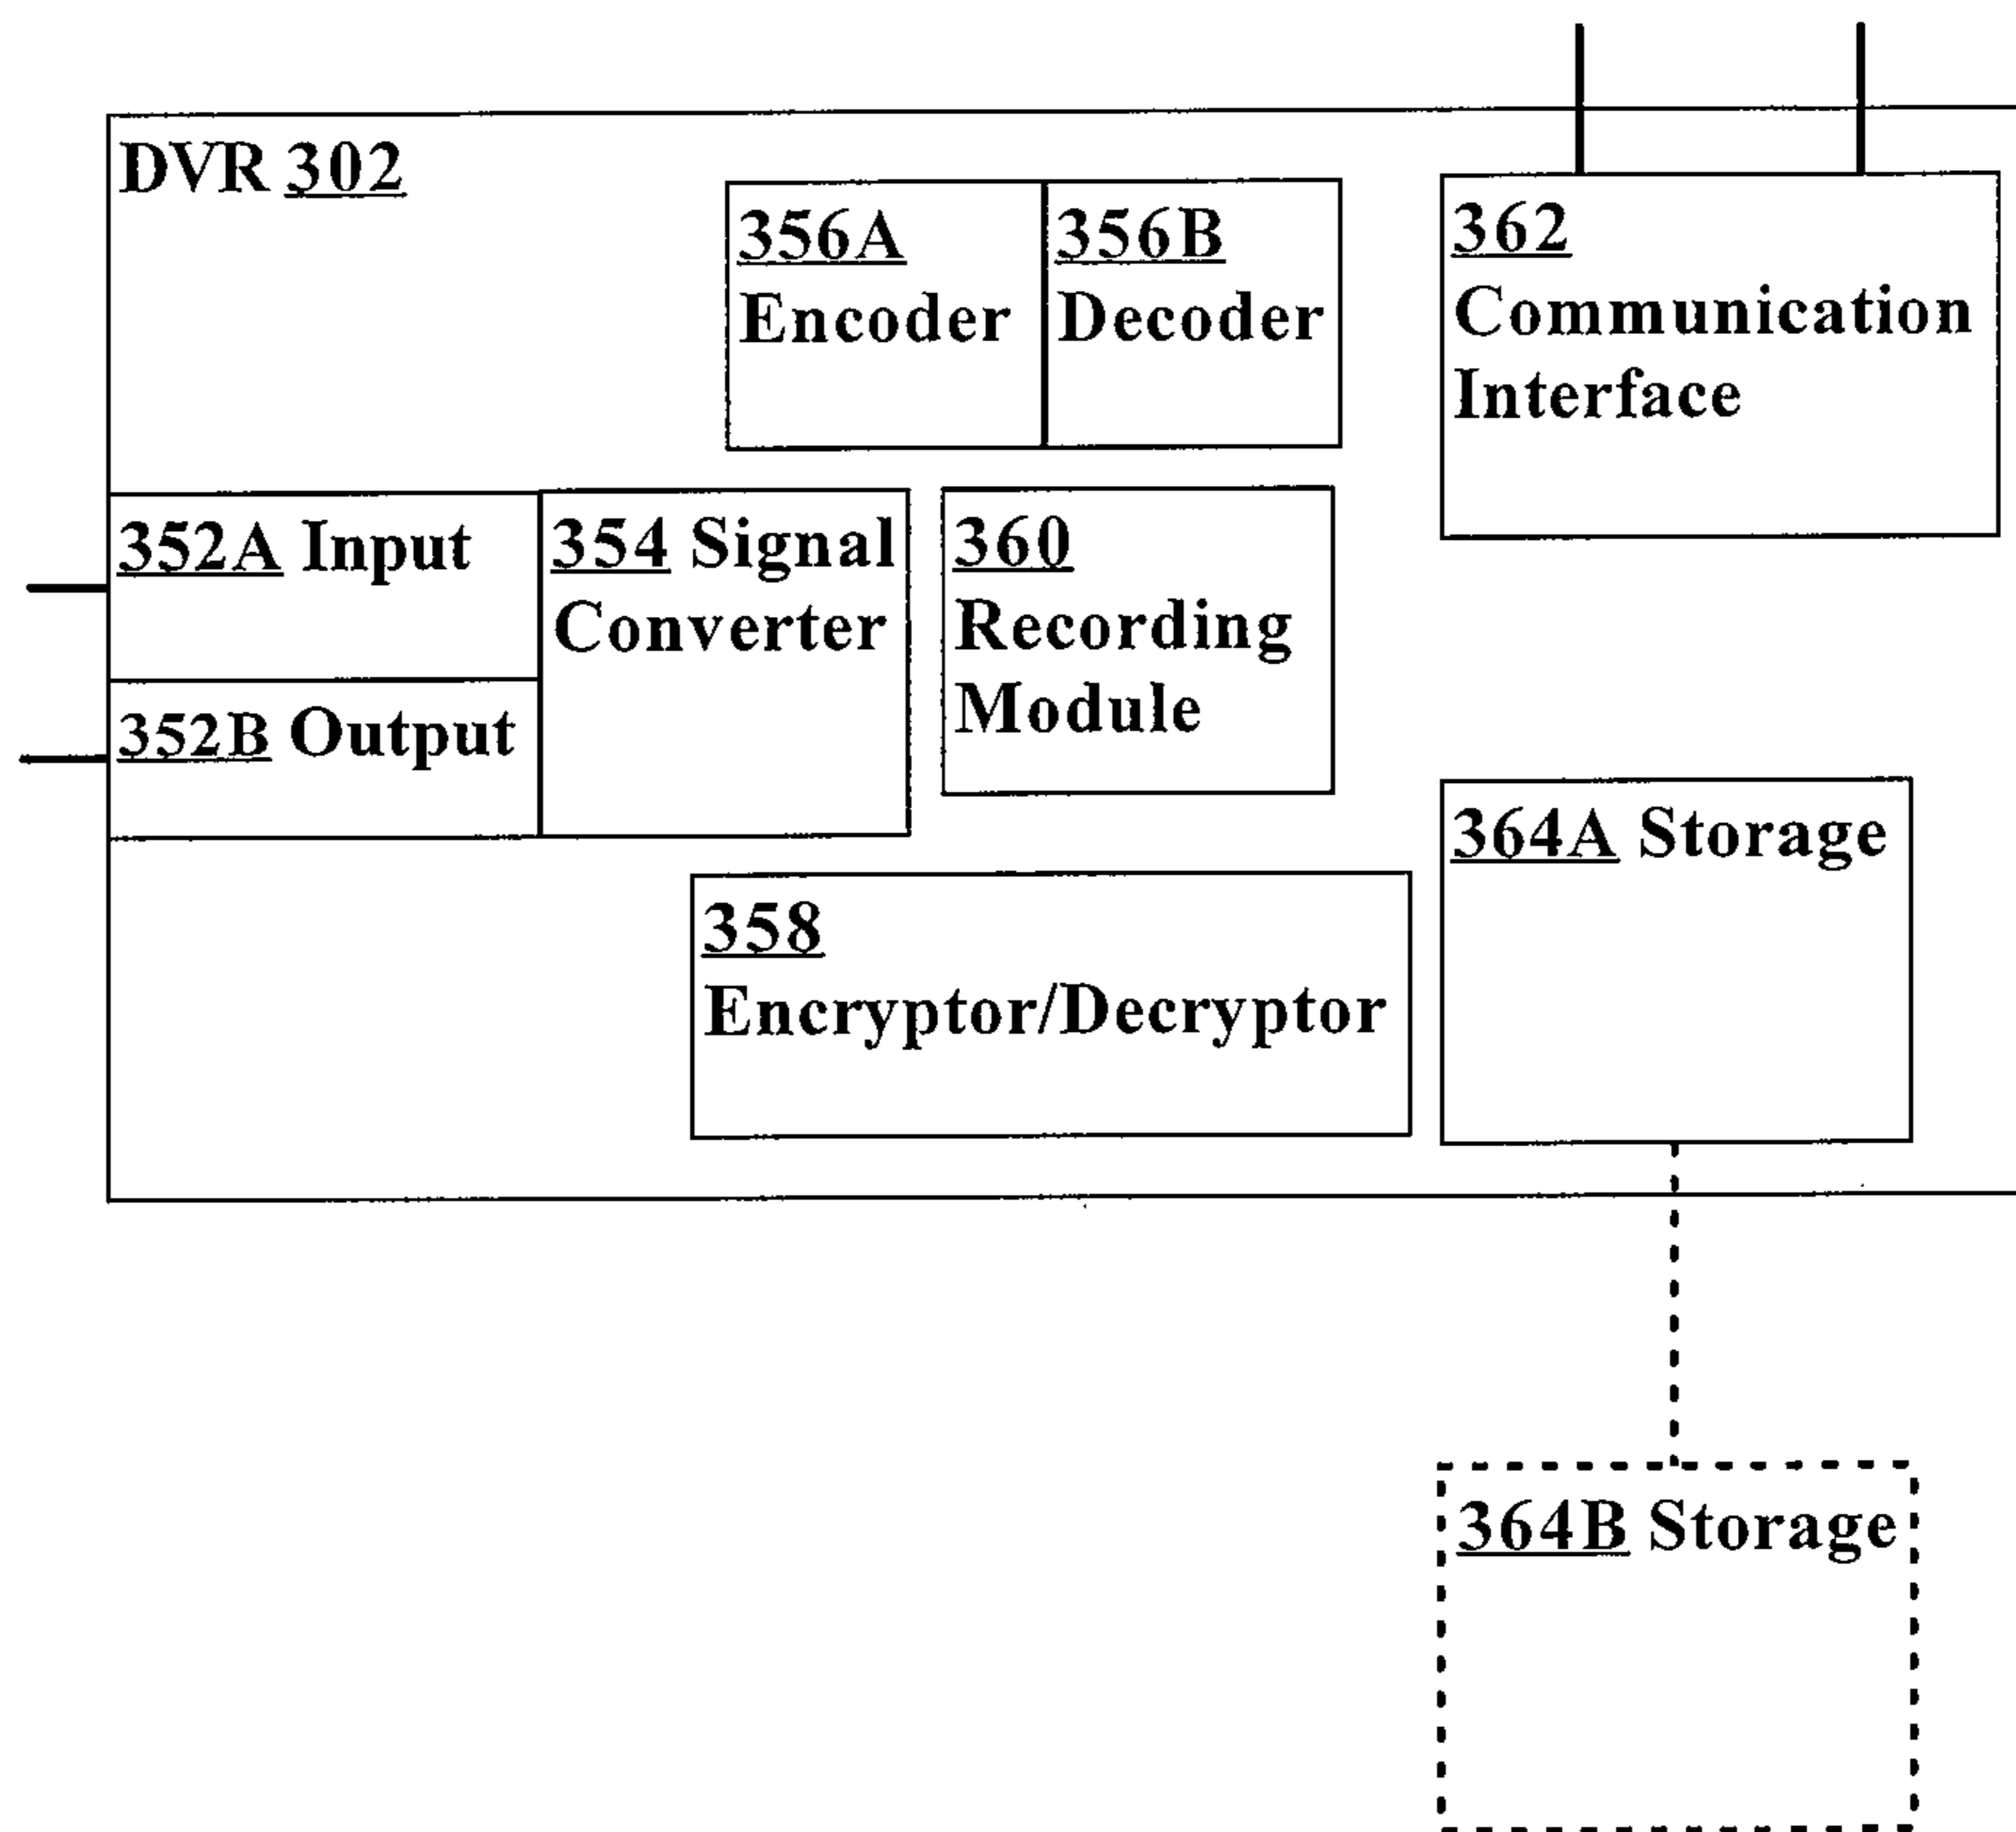 DVR 302
356A
Encoder
356B
Decoder
362
Communication
Interface
352A Input
352B Output
354 Signal
Converter
360
Recording
Module
358
Encryptor/Decryptor
364A Storage
364B Storage